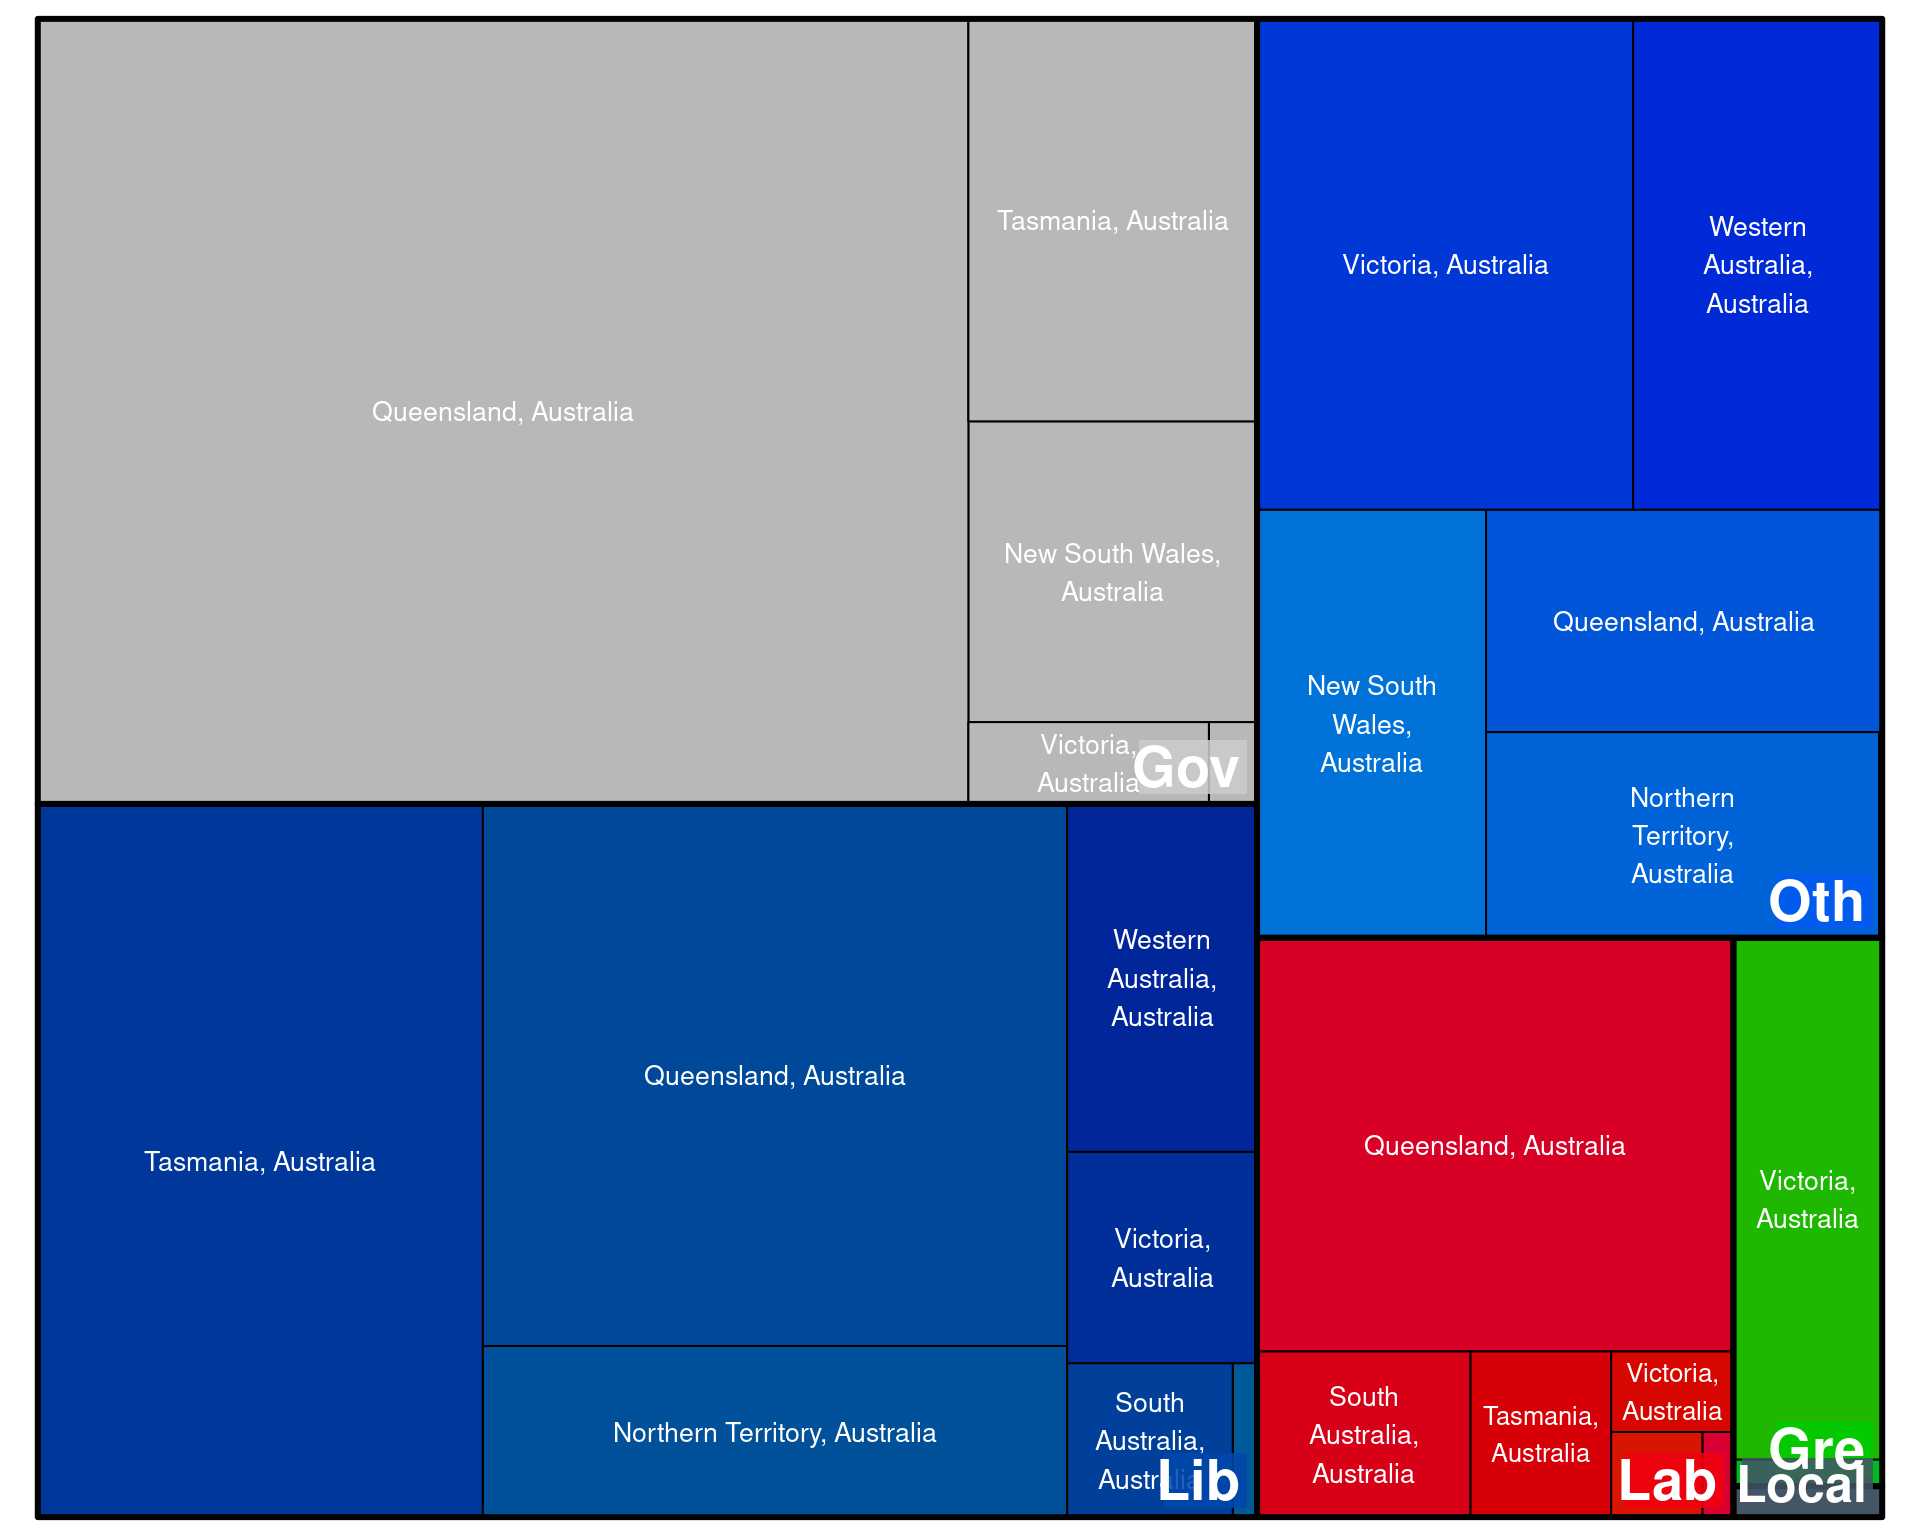 Queensland, Australia
Tasmania, Australia
New South Wales,
Australia
Victoria,
Australia
Gov
Victoria, Australia
Western
Australia,
Australia
New South
Wales,
Australia
Queensland, Australia
Northern
Territory,
Australia
Oth
Tasmania, Australia
Queensland, Australia
Northern Territory, Australia
Western
Australia,
Australia
Victoria,
Australia
South
Australia,
Australia
Lib
Queensland, Australia
South
Australia,
Australia
Tasmania,
Australia
Victoria,
Australia
Lab
Victoria,
Australia
Gre
Local